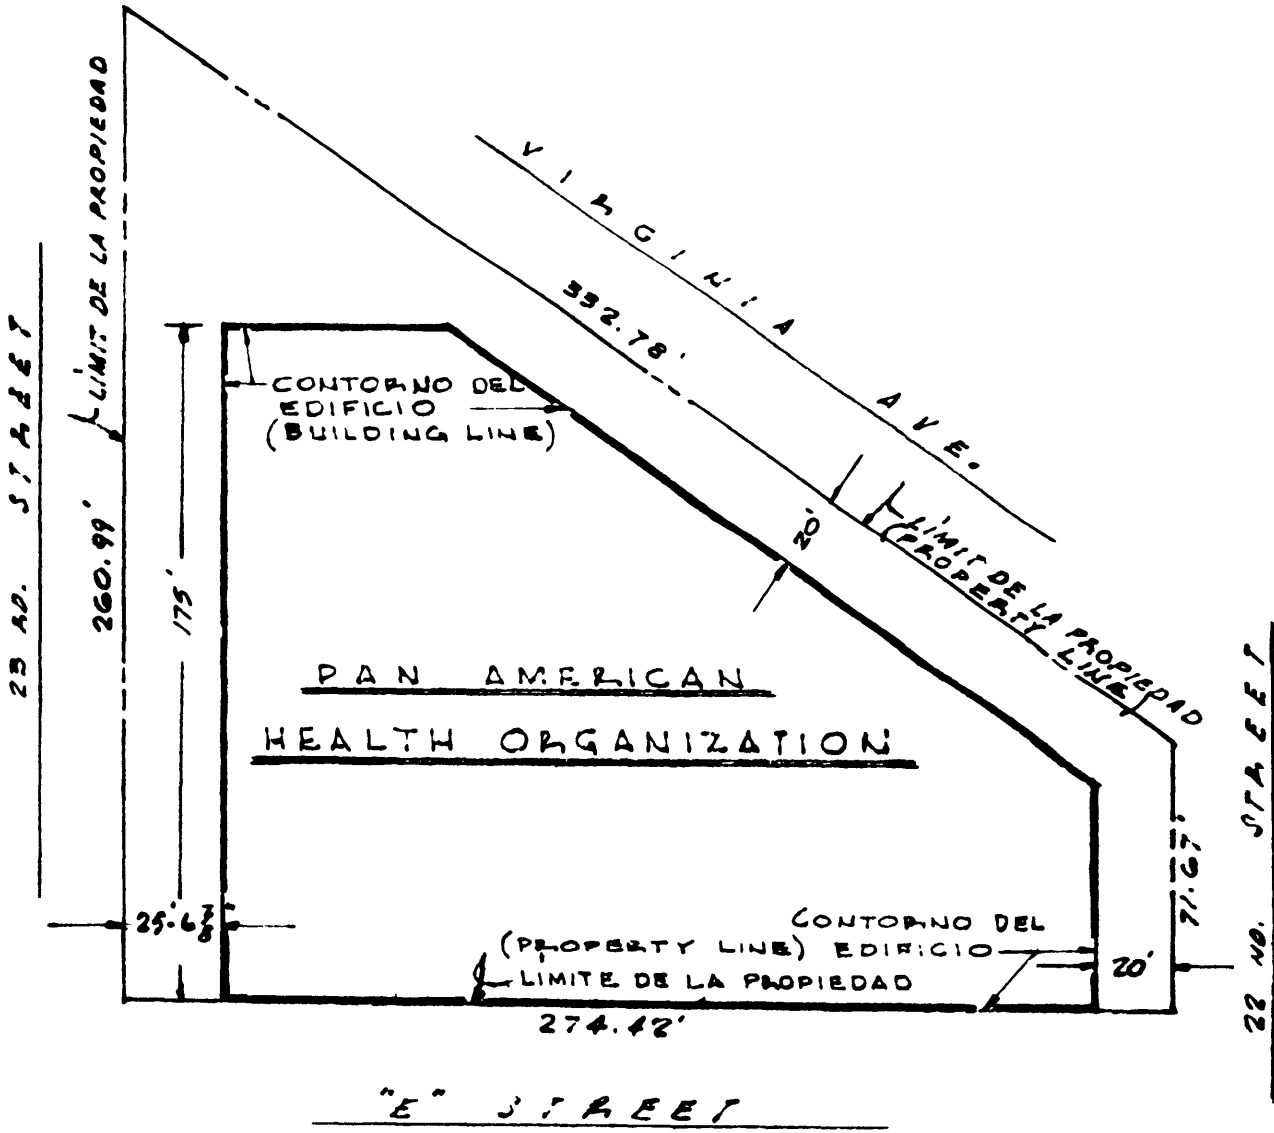 VIRGINIA AVE.
332.78'
LÍMIT DE LA PROPIEDAD
23 RD. STREET
260.99'
175'
CONTORNO DEL
EDIFICIO
(BUILDING LINE)
20'
LÍMIT DE LA PROPIEDAD
(PROPERTY LINE
PAN AMERICAN
HEALTH ORGANIZATION
22 ND. STREET
71.67'
25'-6 7/8
CONTORNO DEL
(PROPERTY LINE) EDIFICIO
LIMITE DE LA PROPIEDAD
20'
274.42'
"E" STREET